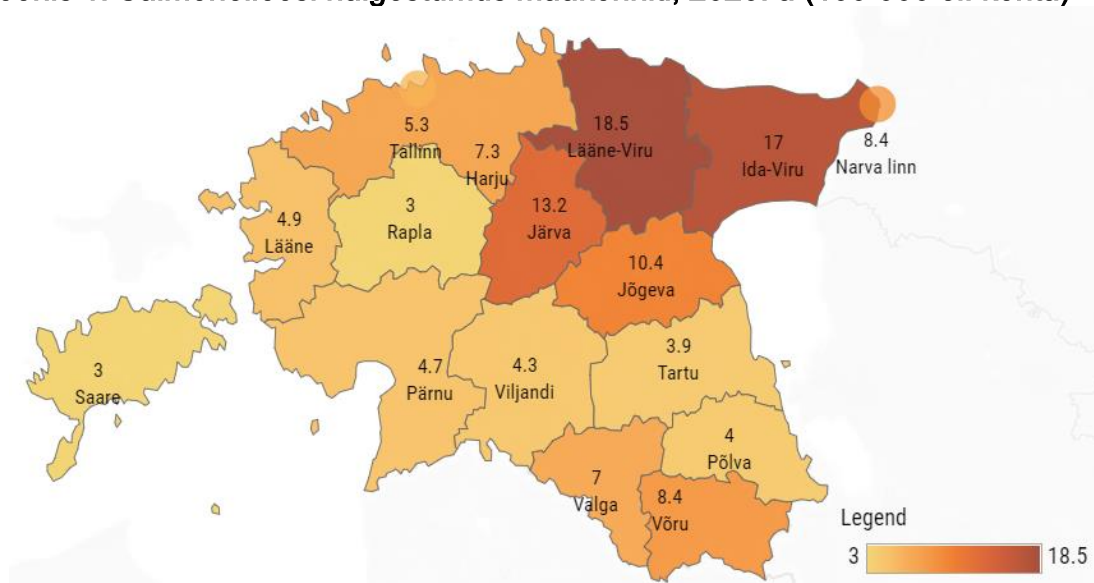 18.5
Lääne-Viru
17
Ida-Viru
8.4
Narva linn
5.3
Tallinn
7.3
Harju
13.2
Järva
3
Rapla
4.9
Lääne
10.4
Jõgeva
3
Saare
4.7
Pärnu
4.3
Viljandi
3.9
Tartu
4
Põlva
7
Valga
8.4
Võru
Legend
3 18.5